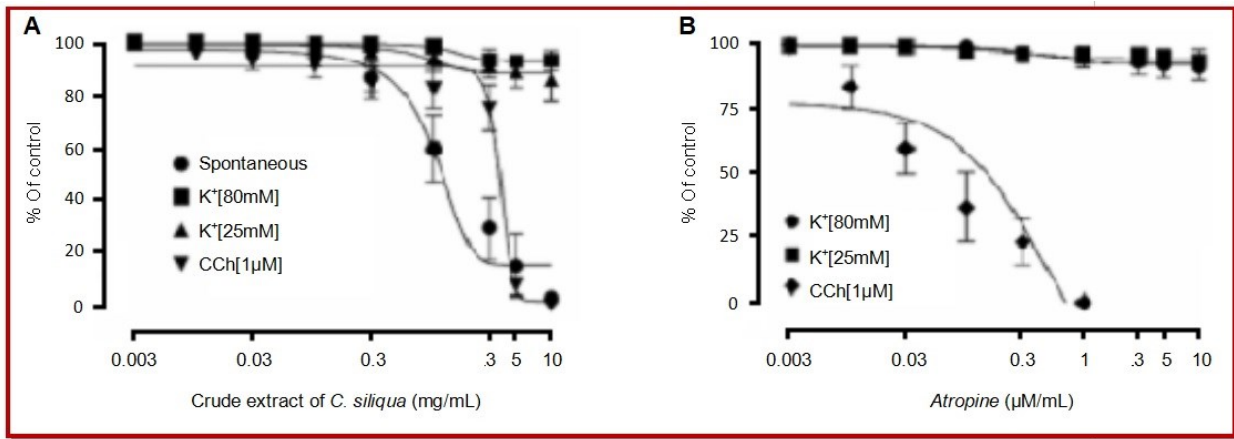 A
100
80
60
40
20
0
% Of control
Spontaneous
K⁺[80mM]
K⁺[25mM]
CCh[1µM]
0.003 0.03 0.3 .3 5 10
Crude extract of C. siliqua (mg/mL)
B
100
75
50
25
0
% Of control
K⁺[80mM]
K⁺[25mM]
CCh[1µM]
0.003 0.03 0.3 1 .3 5 10
Atropine (µM/mL)